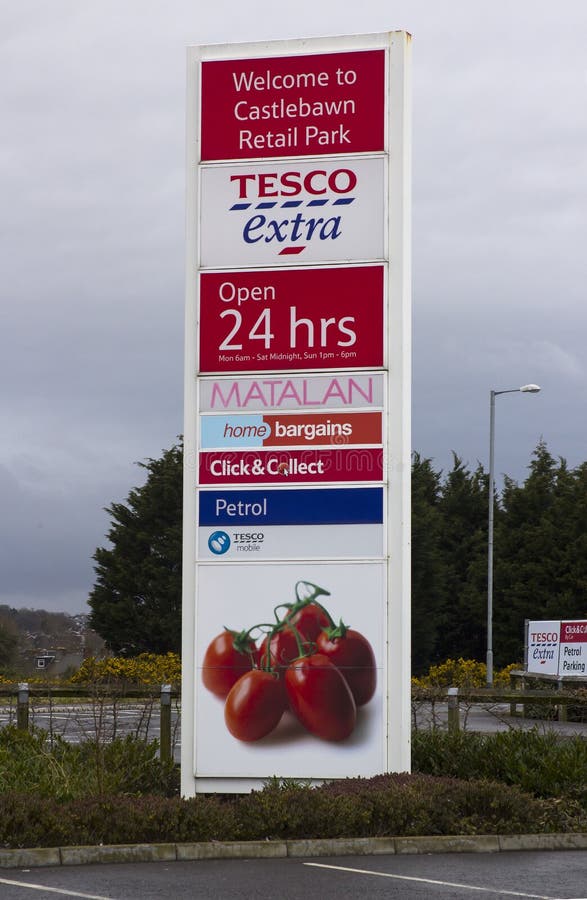 Welcome to
Castlebawn
Retail Park
TESCO
extra
Open
24 hrs
Mon 6am - Sat Midnight, Sun 1pm - 6pm
MATALAN
home bargains
Click & Collect
Petrol
TESCO
mobile
TESCO
extra
Click&Co
Petrol
Parking